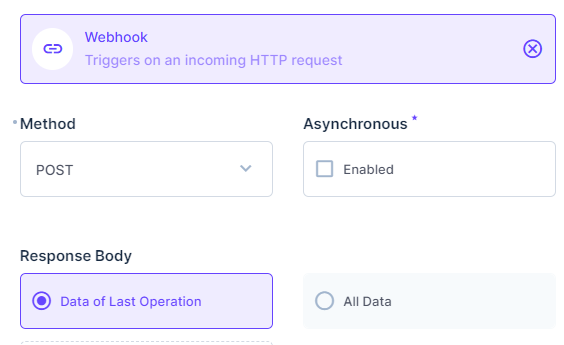 Webhook
Triggers on an incoming HTTP request
* Method
Asynchronous *
POST
Enabled
Response Body
Data of Last Operation
All Data